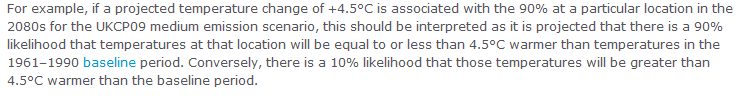 For example, if a projected temperature change of +4.5°C is associated with the 90% at a particular location in the
2080s for the UKCP09 medium emission scenario, this should be interpreted as it is projected that there is a 90%
likelihood that temperatures at that location will be equal to or less than 4.5°C warmer than temperatures in the
1961–1990 baseline period. Conversely, there is a 10% likelihood that those temperatures will be greater than
4.5°C warmer than the baseline period.